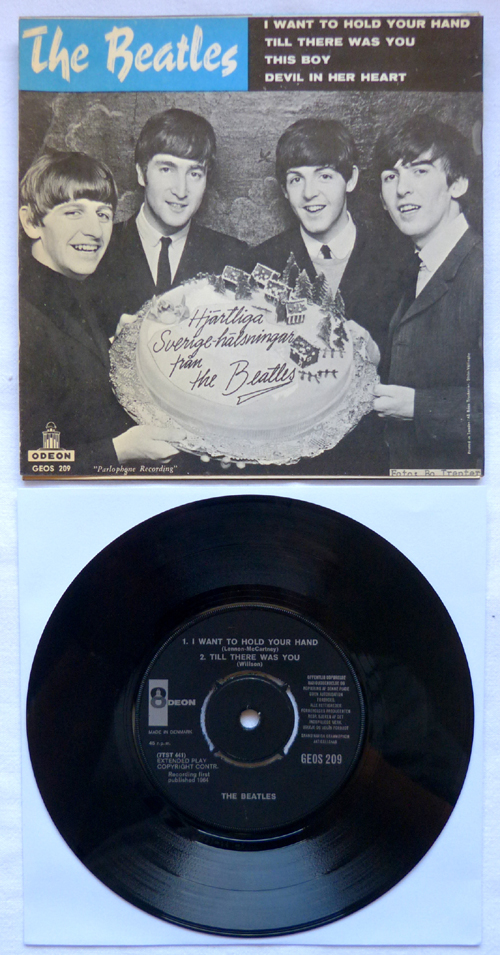 The Beatles
I WANT TO HOLD YOUR HAND
TILL THERE WAS YOU
THIS BOY
DEVIL IN HER HEART
Hjärtliga
Sverige-hälsningar
från
the Beatles
ODEON
GEOS 209
"Parlophone Recording"
Foto: Bo Trenter
1. I WANT TO HOLD YOUR HAND
(Lennon-McCartney)
2. TILL THERE WAS YOU
(Willson)
ODEON
MADE IN DENMARK
45 r.p.m.
(7TST 441)
EXTENDED PLAY
COPYRIGHT CONTR.
Recording first
published 1964
GEOS 209
THE BEATLES